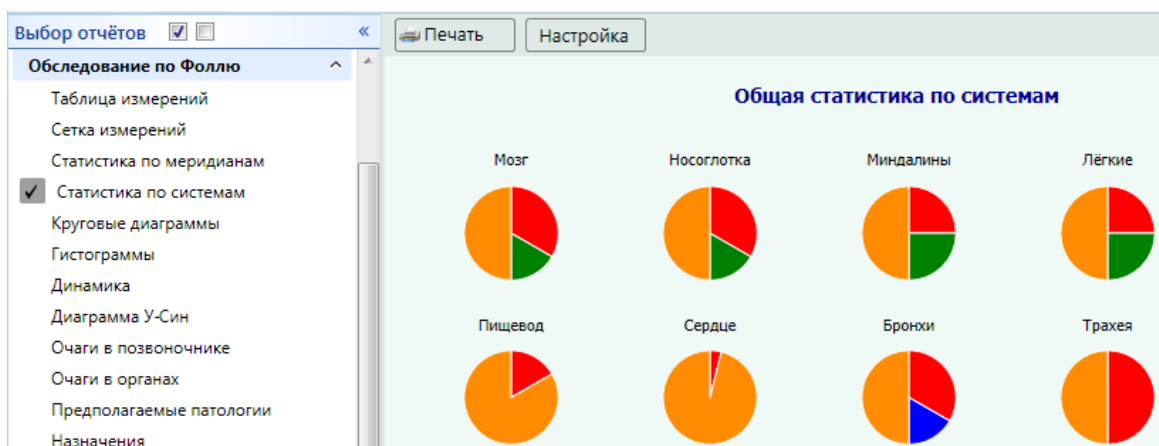 Выбор отчётов
Обследование по Фоллю
Таблица измерений
Сетка измерений
Статистика по меридианам
Статистика по системам
Круговые диаграммы
Гистограммы
Динамика
Диаграмма У-Син
Очаги в позвоночнике
Очаги в органах
Предполагаемые патологии
Назначения
Печать
Настройка
Общая статистика по системам
Мозг
Носоглотка
Миндалины
Лёгкие
Пищевод
Сердце
Бронхи
Трахея